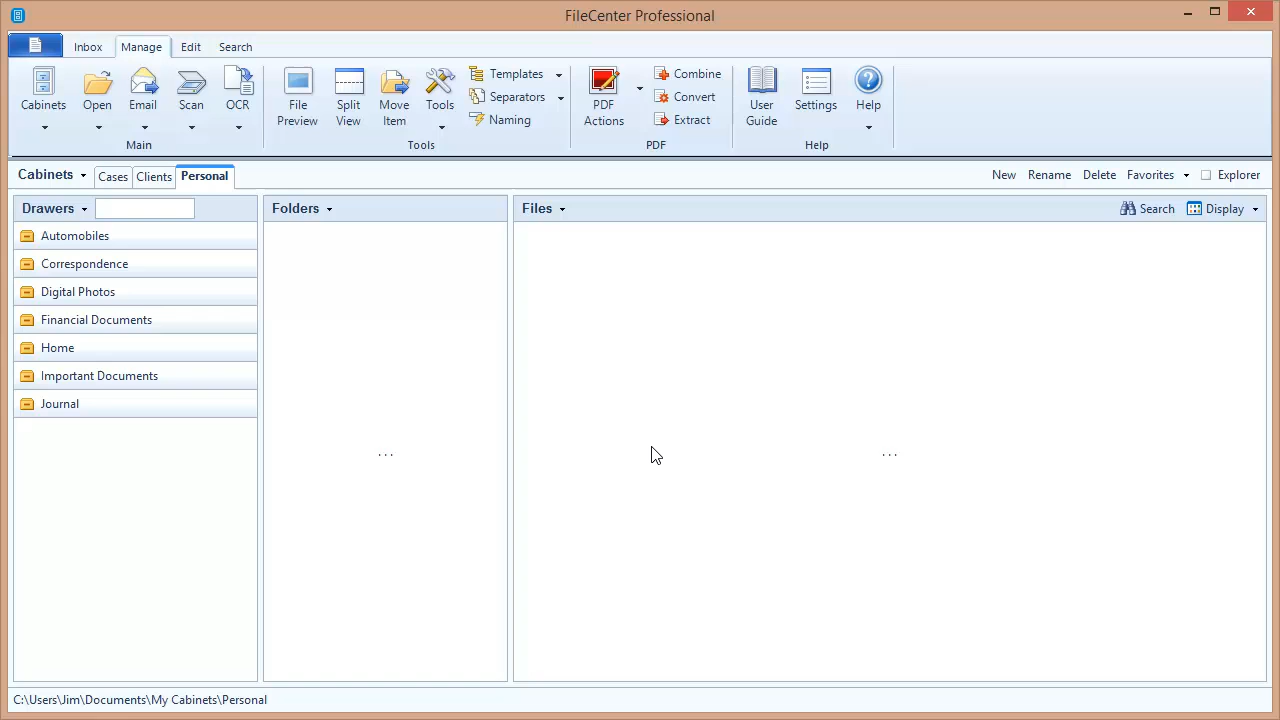 FileCenter Professional
Inbox Manage Edit Search
Cabinets Open Email Scan OCR
Main
File Preview Split View Move Item Tools
Templates
Separators
Naming
Tools
PDF Actions
Combine
Convert
Extract
PDF
User Guide Settings Help
Help
Cabinets Cases Clients Personal New Rename Delete Favorites Explorer
Drawers Folders Files Search Display
Automobiles
Correspondence
Digital Photos
Financial Documents
Home
Important Documents
Journal
... ...
C:\Users\Jim\Documents\My Cabinets\Personal